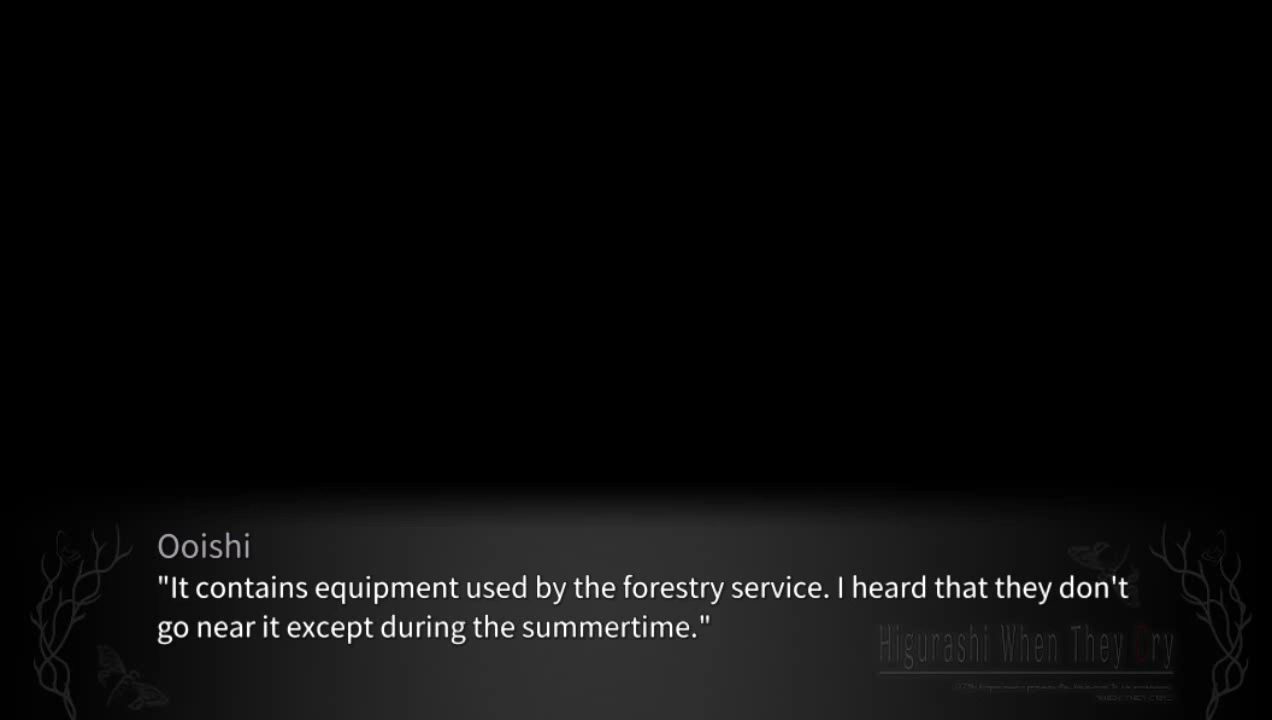 Ooishi
"It contains equipment used by the forestry service. I heard that they don't
go near it except during the summertime."
Higurashi When They Cry